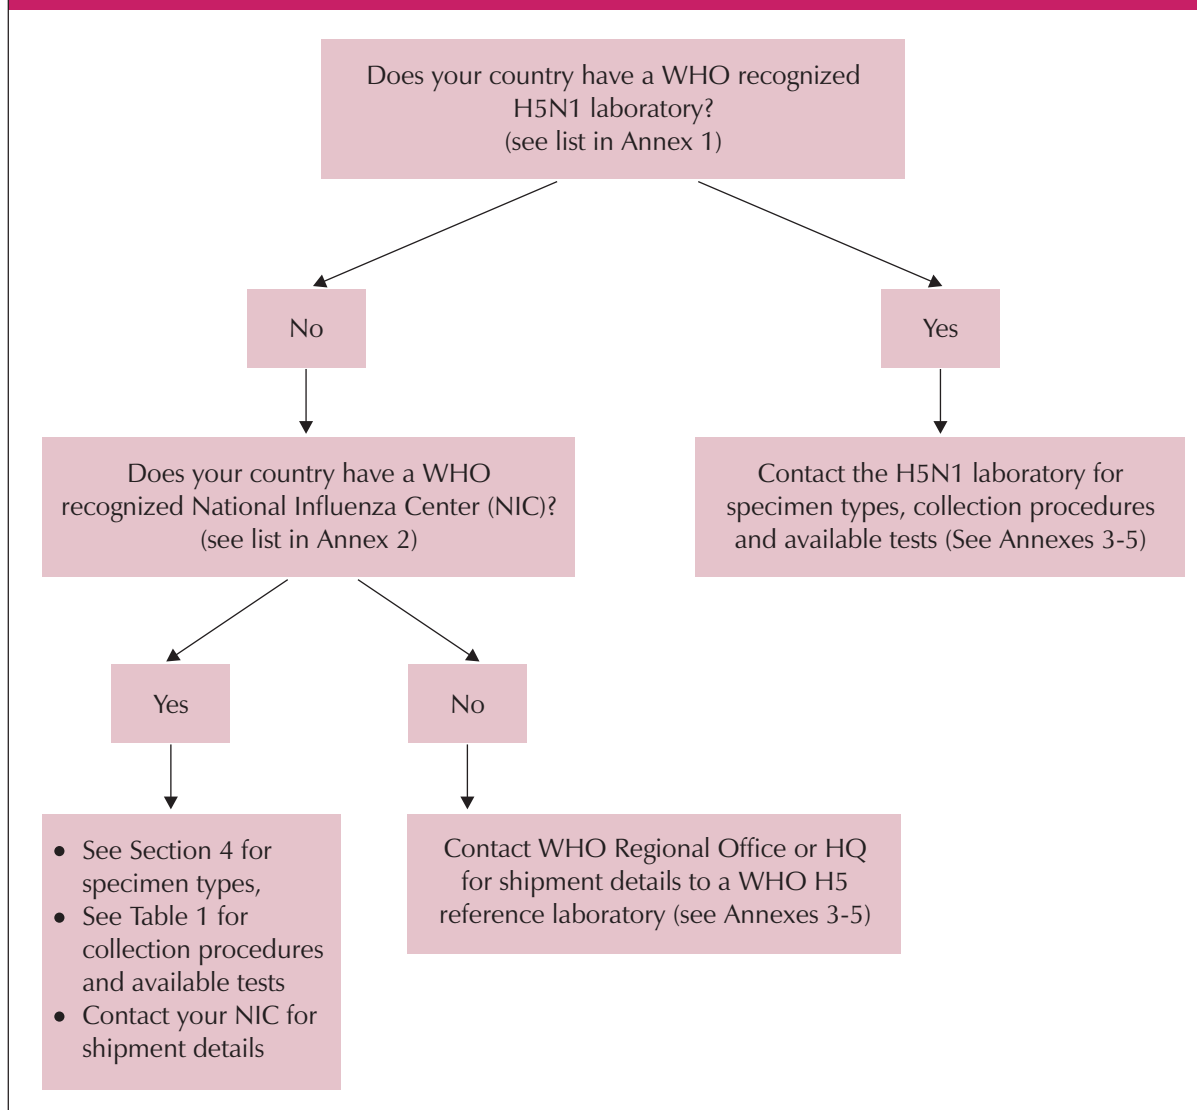 Does your country have a WHO recognized
H5N1 laboratory?
(see list in Annex 1)
No
Yes
Does your country have a WHO
recognized National Influenza Center (NIC)?
(see list in Annex 2)
Contact the H5N1 laboratory for
specimen types, collection procedures
and available tests (See Annexes 3-5)
Yes
No
• See Section 4 for
specimen types,
• See Table 1 for
collection procedures
and available tests
• Contact your NIC for
shipment details
Contact WHO Regional Office or HQ
for shipment details to a WHO H5
reference laboratory (see Annexes 3-5)